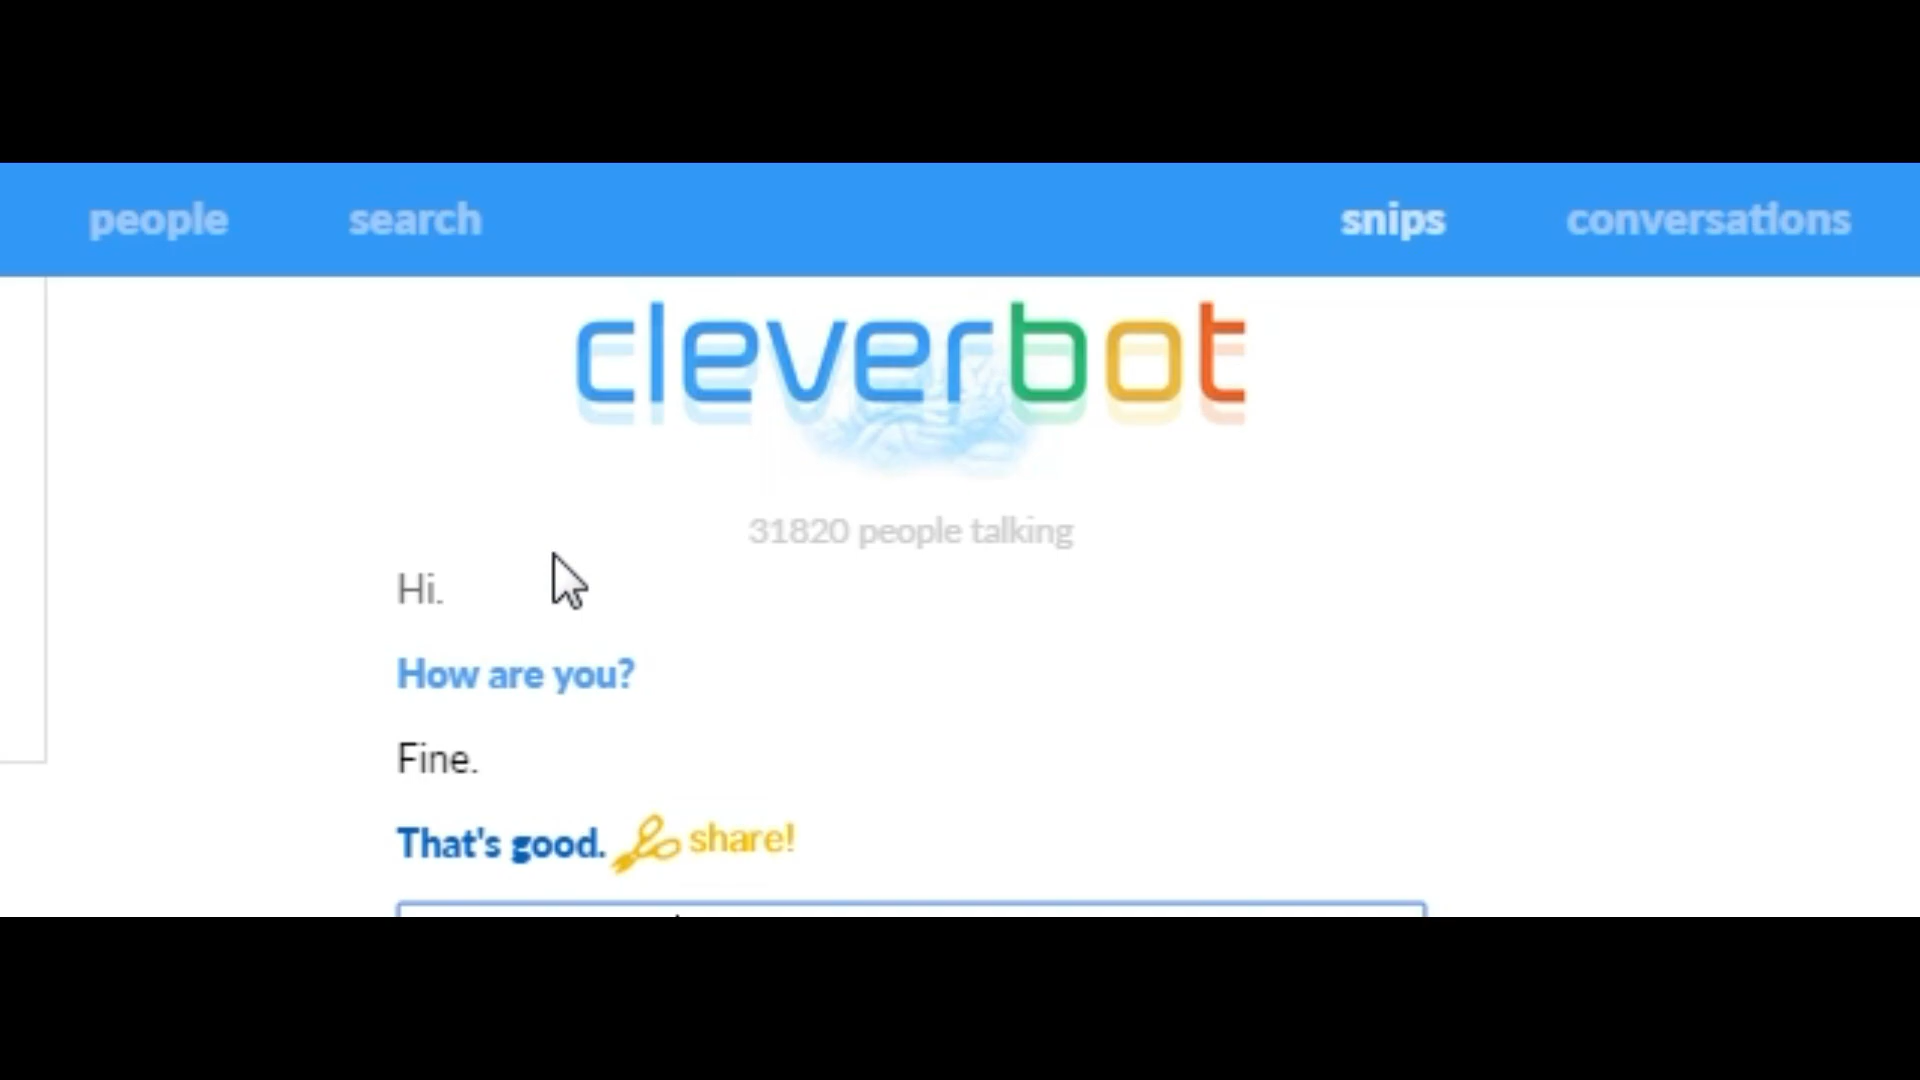 people search snips conversations
cleverbot
31820 people talking
Hi.
How are you?
Fine.
That's good. share!